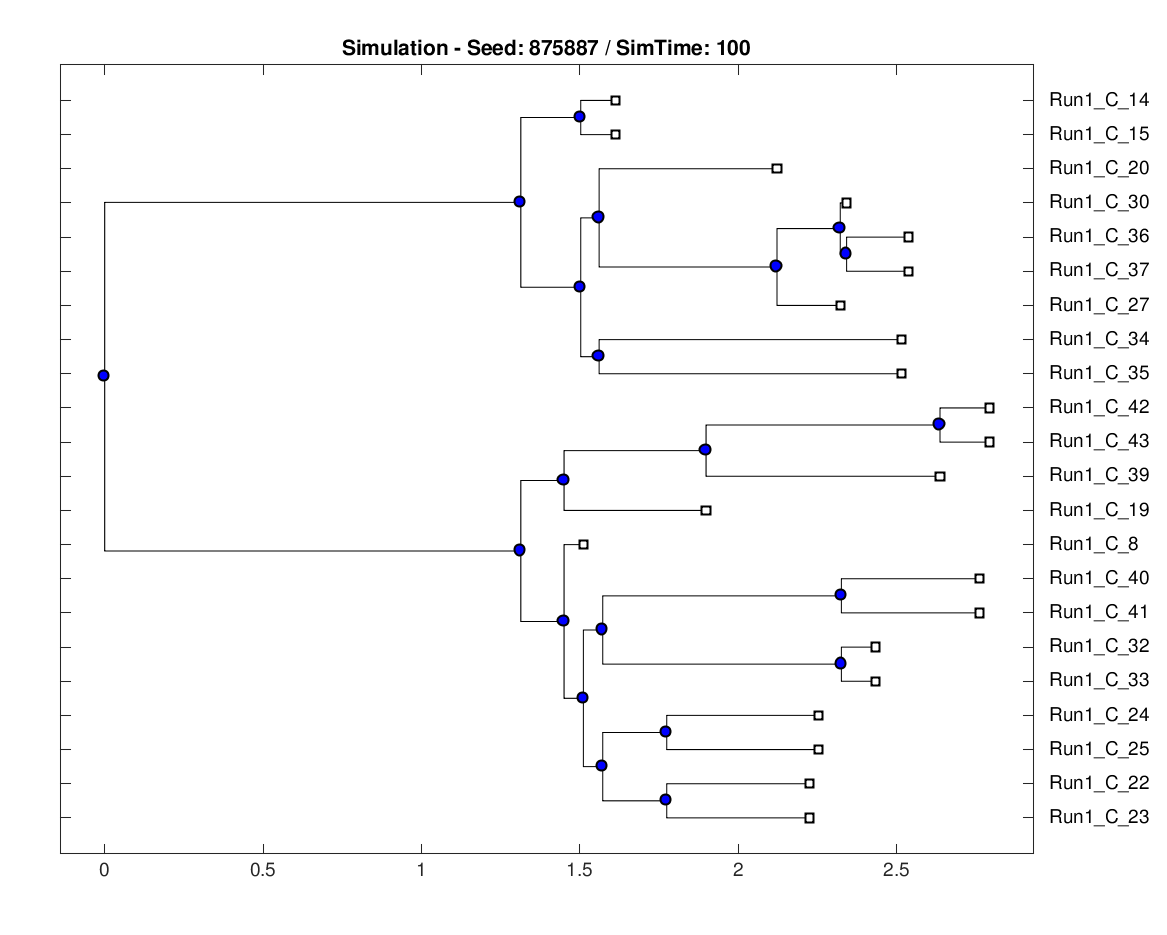 Simulation - Seed: 875887 / SimTime: 100
Run1_C_14
Run1_C_15
Run1_C_20
Run1_C_30
Run1_C_36
Run1_C_37
Run1_C_27
Run1_C_34
Run1_C_35
Run1_C_42
Run1_C_43
Run1_C_39
Run1_C_19
Run1_C_8
Run1_C_40
Run1_C_41
Run1_C_32
Run1_C_33
Run1_C_24
Run1_C_25
Run1_C_22
Run1_C_23
0 0.5 1 1.5 2 2.5